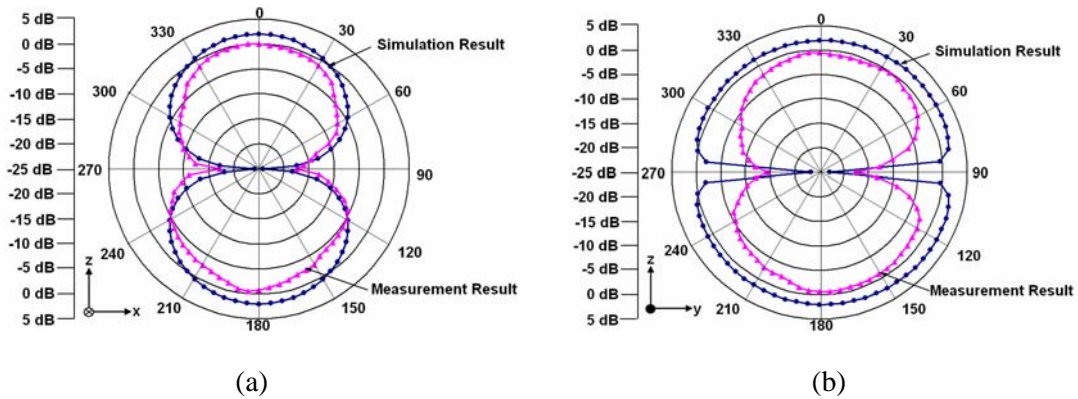 5 dB
0 dB
-5 dB
-10 dB
-15 dB
-20 dB
-25 dB
-20 dB
-15 dB
-10 dB
-5 dB
0 dB
5 dB
0
30
60
90
120
150
180
210
240
270
300
330
Simulation Result
Measurement Result
z
x
(a)
5 dB
0 dB
-5 dB
-10 dB
-15 dB
-20 dB
-25 dB
-20 dB
-15 dB
-10 dB
-5 dB
0 dB
5 dB
0
30
60
90
120
150
180
210
240
270
300
330
Simulation Result
Measurement Result
z
y
(b)